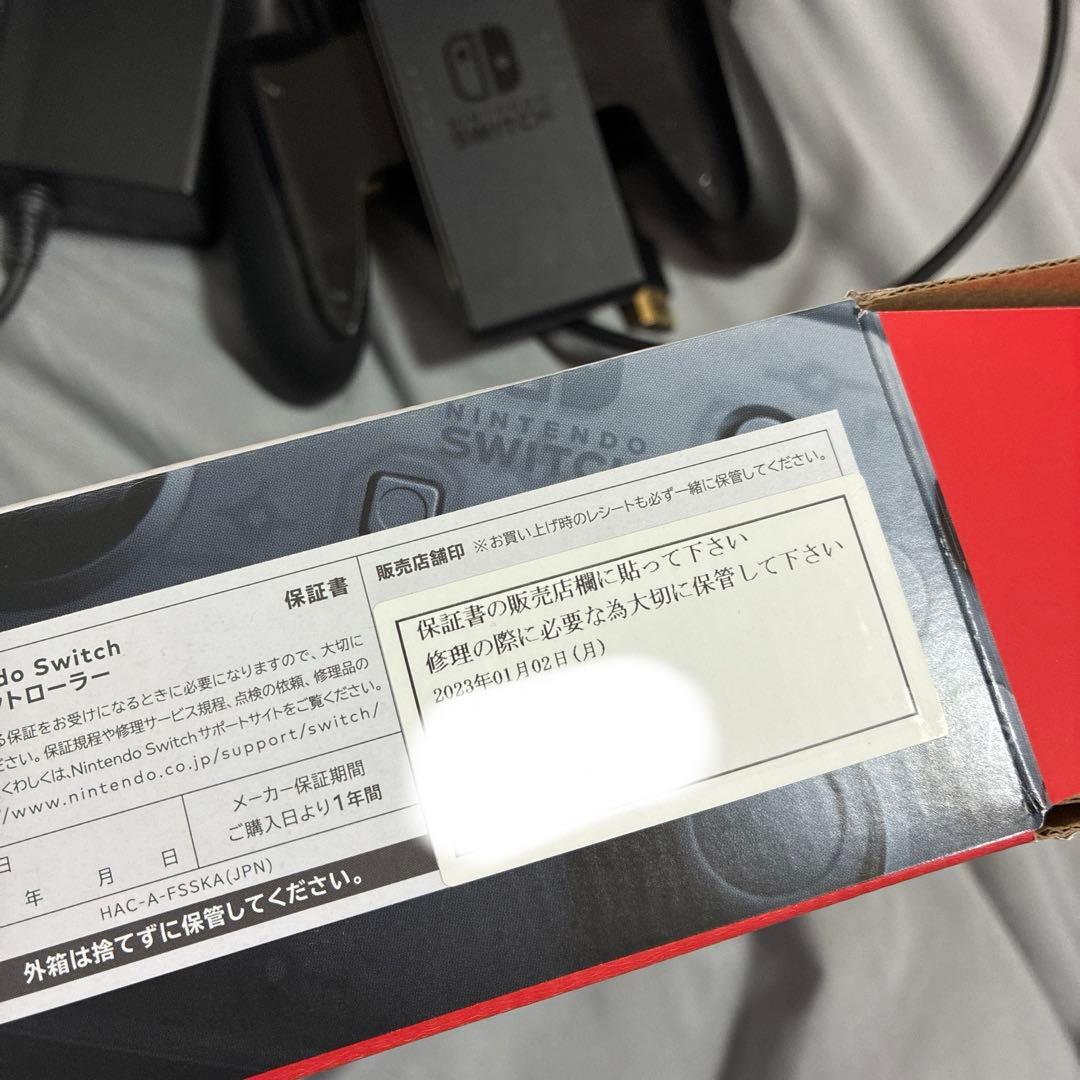 SWITCH
NINTENDO
SWITCH
保証書
販売店舗印 ※お買い上げ時のレシートも必ず一緒に保管してください。
do Switch
トローラー
保証をお受けになるときに必要になりますので、大切に
ださい。保証規程や修理サービス規程、点検の依頼、修理品の
くわしくは、Nintendo Switchサポートサイトをご覧ください。
//www.nintendo.co.jp/support/switch/
メーカー保証期間
ご購入日より1年間
日
年 月 日
HAC-A-FSSKA(JPN)
外箱は捨てずに保管してください。
保証書の販売店欄に貼って下さい
修理の際に必要な為大切に保管して下さい
2023年01月02日(月)